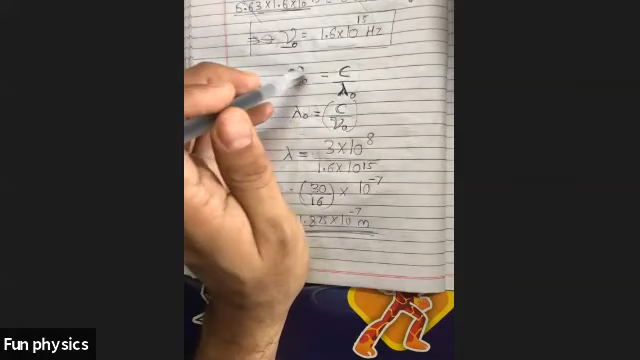 6.63×1.6×10
⇒ ν₀ = 1.6×10¹⁵ Hz
= c/λ₀
λ₀ = (c/ν₀)
λ = 3×10⁸/1.6×10¹⁵
(30/16) × 10⁻⁷
1.875×10⁻⁷ m
Fun physics